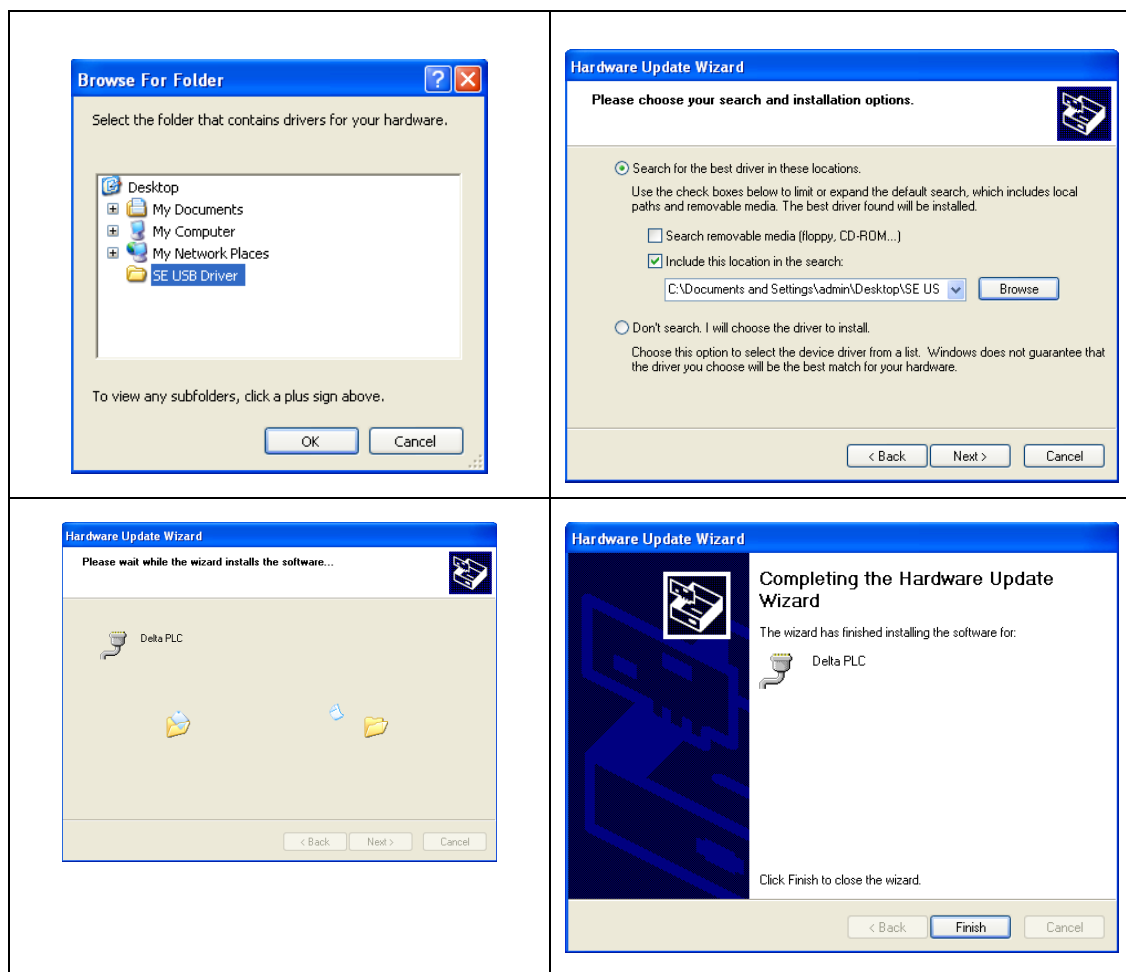 Browse For Folder
Select the folder that contains drivers for your hardware.
Desktop
My Documents
My Computer
My Network Places
SE USB Driver
To view any subfolders, click a plus sign above.
OK Cancel
Hardware Update Wizard
Please choose your search and installation options.
Search for the best driver in these locations.
Use the check boxes below to limit or expand the default search, which includes local
paths and removable media. The best driver found will be installed.
Search removable media (floppy, CD-ROM...)
Include this location in the search:
C:\Documents and Settings\admin\Desktop\SE US Browse
Don't search. I will choose the driver to install.
Choose this option to select the device driver from a list. Windows does not guarantee that
the driver you choose will be the best match for your hardware.
< Back Next > Cancel
Hardware Update Wizard
Please wait while the wizard installs the software...
Delta PLC
< Back Next > Cancel
Hardware Update Wizard
Completing the Hardware Update
Wizard
The wizard has finished installing the software for:
Delta PLC
Click Finish to close the wizard.
< Back Finish Cancel